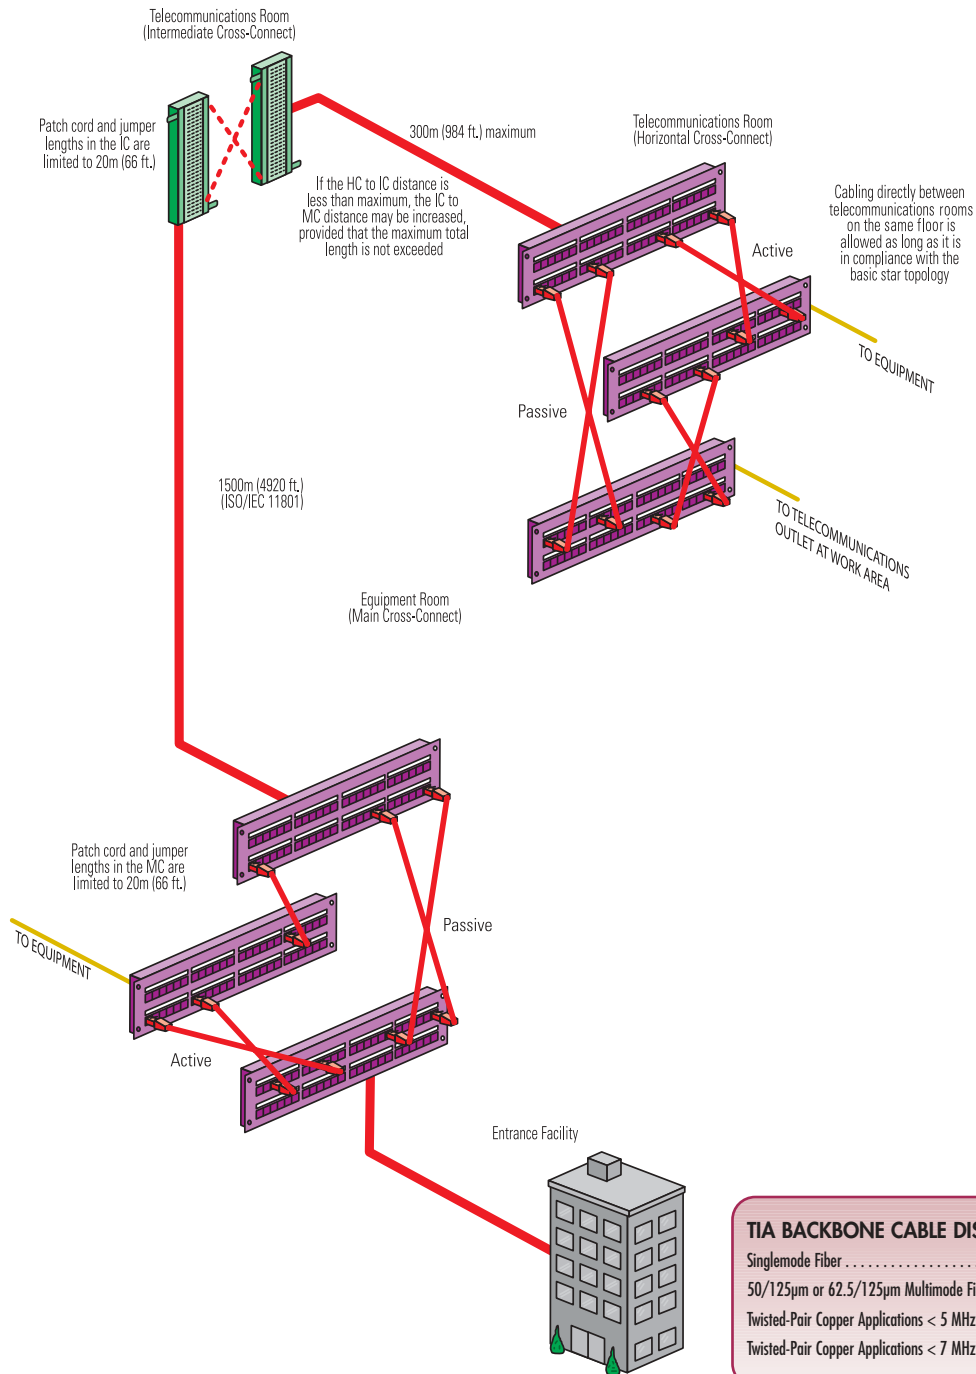 Telecommunications Room
(Intermediate Cross-Connect)
Patch cord and jumper
lengths in the IC are
limited to 20m (66 ft.)
300m (984 ft.) maximum
If the HC to IC distance is
less than maximum, the IC to
MC distance may be increased,
provided that the maximum total
length is not exceeded
Telecommunications Room
(Horizontal Cross-Connect)
Cabling directly between
telecommunications rooms
on the same floor is
allowed as long as it is
in compliance with the
basic star topology
Active
TO EQUIPMENT
Passive
TO TELECOMMUNICATIONS
OUTLET AT WORK AREA
1500m (4920 ft.)
(ISO/IEC 11801)
Equipment Room
(Main Cross-Connect)
Patch cord and jumper
lengths in the MC are
limited to 20m (66 ft.)
Passive
TO EQUIPMENT
Active
Entrance Facility
TIA BACKBONE CABLE DIS
Singlemode Fiber . . . . . . . . . . . . . . . . .
50/125µm or 62.5/125µm Multimode Fi
Twisted-Pair Copper Applications < 5 MHz
Twisted-Pair Copper Applications < 7 MHz